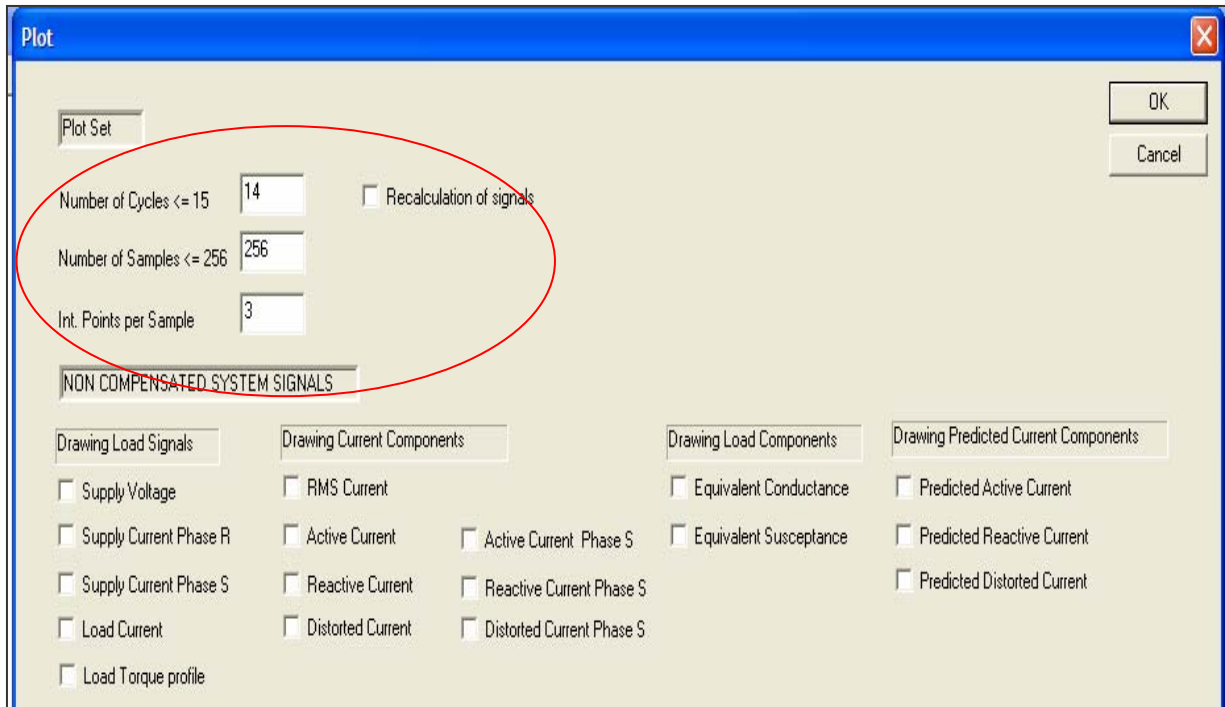 Plot
OK
Cancel
Plot Set
Number of Cycles <= 15 14 Recalculation of signals
Number of Samples <= 256 256
Int. Points per Sample 3
NON COMPENSATED SYSTEM SIGNALS
Drawing Load Signals Drawing Current Components Drawing Load Components Drawing Predicted Current Components
Supply Voltage RMS Current Equivalent Conductance Predicted Active Current
Supply Current Phase R Active Current Active Current Phase S Equivalent Susceptance Predicted Reactive Current
Supply Current Phase S Reactive Current Reactive Current Phase S Predicted Distorted Current
Load Current Distorted Current Distorted Current Phase S
Load Torque profile